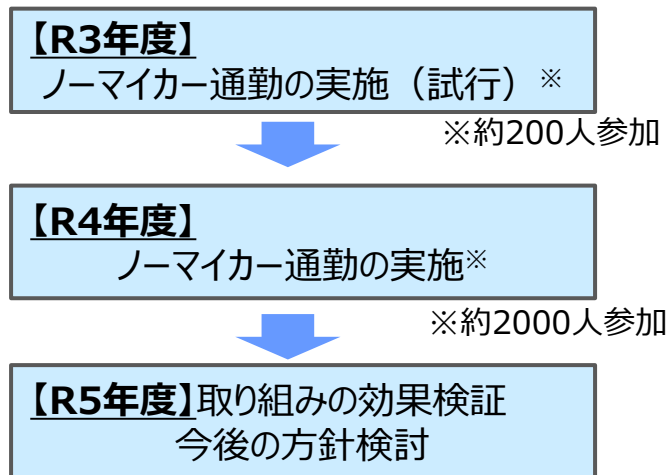 【R3年度】
ノーマイカー通勤の実施（試行）※
※約200人参加
【R4年度】
ノーマイカー通勤の実施※
※約2000人参加
【R5年度】取り組みの効果検証
今後の方針検討